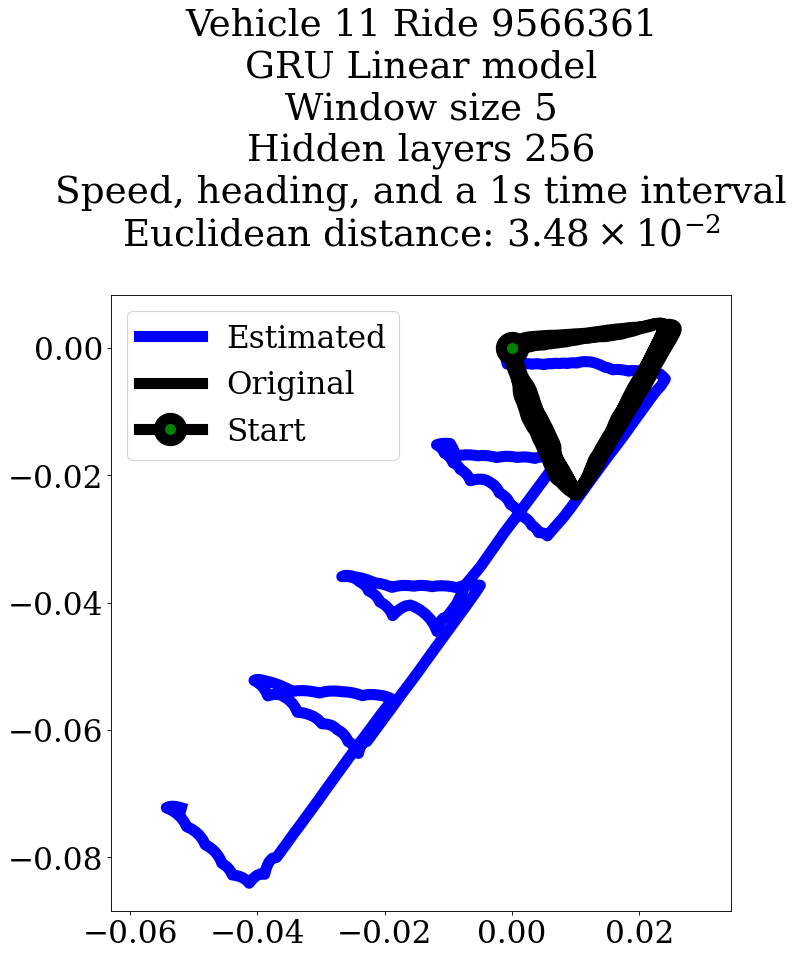 Vehicle 11 Ride 9566361
GRU Linear model
Window size 5
Hidden layers 256
Speed, heading, and a 1s time interval
Euclidean distance: 3.48 × 10⁻²
Estimated
Original
Start
0.00
−0.02
−0.04
−0.06
−0.08
−0.06 −0.04 −0.02 0.00 0.02